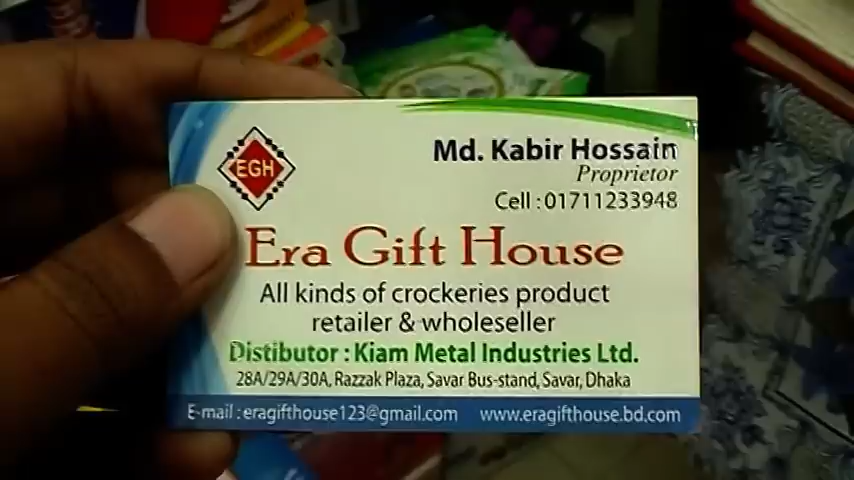 EGH
Md. Kabir Hossain
Proprietor
Cell : 01711233948
Era Gift House
All kinds of crockeries product
retailer & wholeseller
Distibutor : Kiam Metal Industries Ltd.
28A/29A/30A, Razzak Plaza, Savar Bus-stand, Savar, Dhaka
E-mail : eragifthouse123@gmail.com www.eragifthouse.bd.com